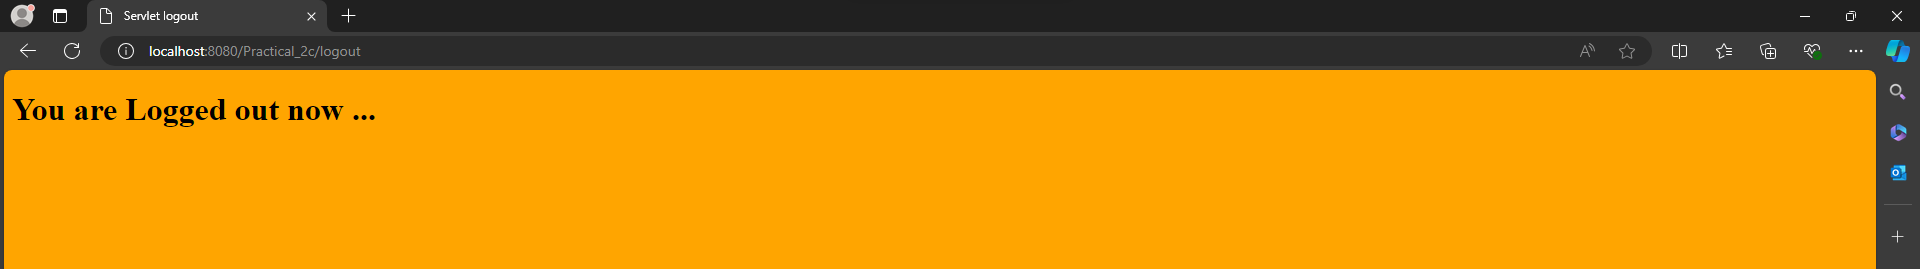 Servlet logout
localhost:8080/Practical_2c/logout
You are Logged out now ...